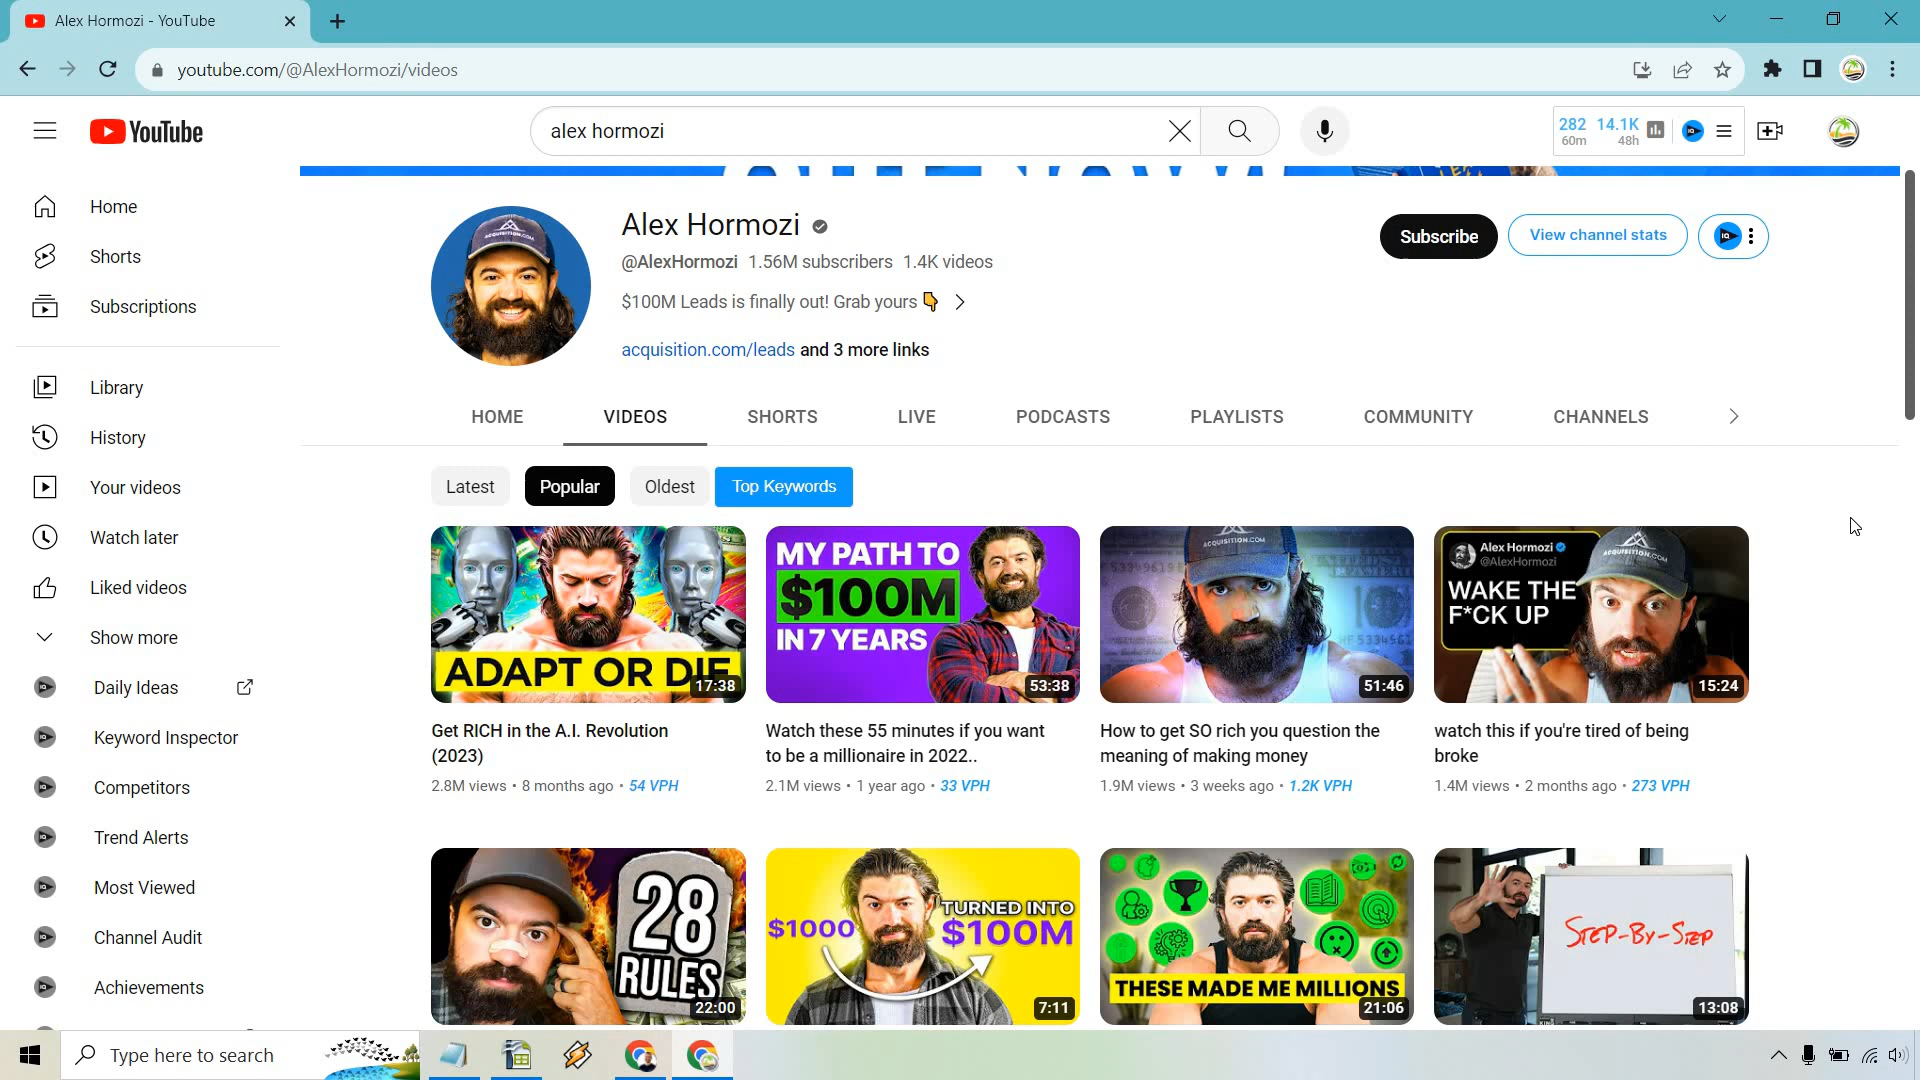 Alex Hormozi - YouTube
youtube.com/@AlexHormozi/videos
YouTube
alex hormozi
282 14.1K
60m 48h
Home
Shorts
Subscriptions
Library
History
Your videos
Watch later
Liked videos
Show more
Daily Ideas
Keyword Inspector
Competitors
Trend Alerts
Most Viewed
Channel Audit
Achievements
ACQUISITION.COM
Alex Hormozi
@AlexHormozi 1.56M subscribers 1.4K videos
$100M Leads is finally out! Grab yours 👇
acquisition.com/leads and 3 more links
Subscribe
View channel stats
HOME VIDEOS SHORTS LIVE PODCASTS PLAYLISTS COMMUNITY CHANNELS
Latest Popular Oldest Top Keywords
ADAPT OR DIE
17:38
Get RICH in the A.I. Revolution
(2023)
2.8M views • 8 months ago • 54 VPH
MY PATH TO
$100M
IN 7 YEARS
53:38
Watch these 55 minutes if you want
to be a millionaire in 2022..
2.1M views • 1 year ago • 33 VPH
ACQUISITION.COM
51:46
How to get SO rich you question the
meaning of making money
1.9M views • 3 weeks ago • 1.2K VPH
Alex Hormozi
@AlexHormozi
WAKE THE
F*CK UP
ACQUISITION.COM
15:24
watch this if you're tired of being
broke
1.4M views • 2 months ago • 273 VPH
28
RULES
22:00
$1000
TURNED INTO
$100M
7:11
THESE MADE ME MILLIONS
21:06
STEP-BY-STEP
13:08
Type here to search